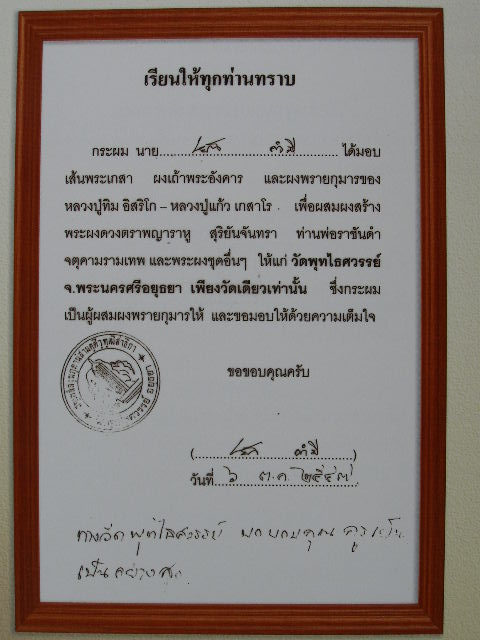 เรียนให้ทุกท่านทราบ
กระผม นาย ได้มอบ
เส้นพระเกสา ผงเถ้าพระอังคาร และผงพรายกุมารของ
หลวงปู่ทิม อิสริโก – หลวงปู่แก้ว เกสาโร เพื่อผสมผงสร้าง
พระผงดวงตราพญาราหู สุริยันจันทรา ท่านพ่อราชันดำ
จตุคามรามเทพ และพระผงชุดอื่นๆ ให้แก่ วัดพุทไธศวรรย์
จ.พระนครศรีอยุธยา เพียงวัดเดียวเท่านั้น ซึ่งกระผม
เป็นผู้ผสมผงพรายกุมารให้ และขอมอบให้ด้วยความเต็มใจ
ขอขอบคุณครับ
วันที่ ๖ ต.ค. ๒๕๔๗
ทางวัดพุทไธศวรรย์ ขอขอบคุณ
เป็นอย่างสูง